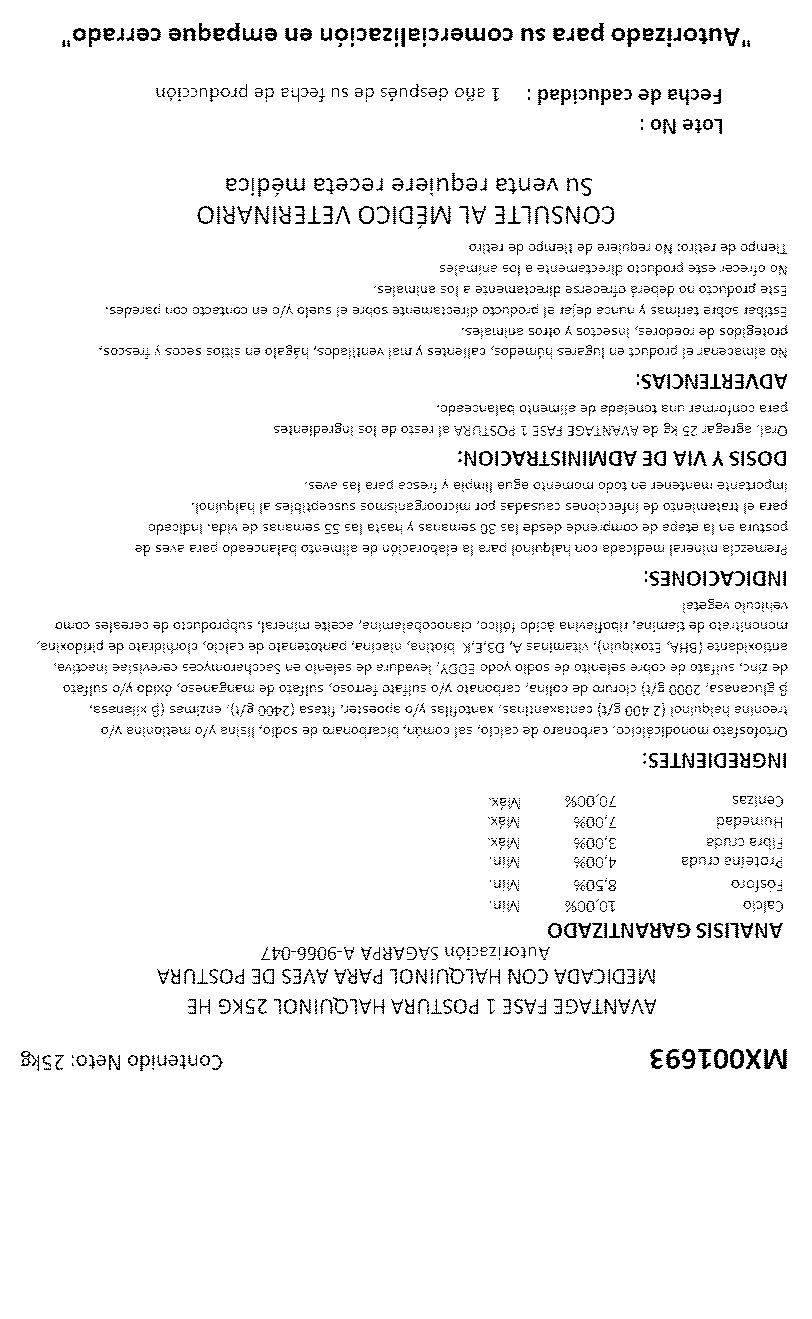 MX001693
Contenido Neto: 25kg
AVANTAGE FASE 1 POSTURA HALQUINOL 25KG HE
MEDICADA CON HALQUINOL PARA AVES DE POSTURA
Autorización SAGARPA A-9066-047
ANALISIS GARANTIZADO
Calcio 10,00% Min.
Fósforo 8,50% Min.
Proteína cruda 4,00% Min.
Fibra cruda 3,00% Máx.
Humedad 7,00% Máx.
Cenizas 70,00% Máx.
INGREDIENTES:
Ortofosfato monodicálcico, carbonaro de calcio, sal común, bicarbonaro de sodio, lisina y/o metionina y/o
treonina halquinol (2 400 g/t) cantaxantinas, xantofilas y/o apoester, fitasa (2400 g/t), enzimas (β xilanasa,
β glucanasa, 2000 g/t) cloruro de colina, carbonato y/o sulfato ferroso, sulfato de manganeso, óxido y/o sulfato
de zinc, sulfato de cobre selenito de sodio yodo EDDY, levadura de selenio en Saccharomyces cerevisiae inactiva,
antioxidante (BHA, Etoxiquin), vitaminas A, D3,E,K, biotina, niacina, pantotenato de calcio, clorhidrato de piridoxina,
mononitrato de tiamina, riboflavina ácido fólico, cianocobalamina, aceite mineral, subproducto de cereales como
vehículo vegetal
INDICACIONES:
Premezcla mineral medicada con halquinol para la elaboración de alimento balanceado para aves de
postura en la etapa de comprende desde las 30 semanas y hasta las 55 semanas de vida. Indicado
para el tratamiento de infecciones causadas por microorganismos susceptibles al halquinol.
Importante mantener en todo momento agua limpia y fresca para las aves.
DOSIS Y VIA DE ADMINISTRACION:
Oral. agregar 25 kg de AVANTAGE FASE 1 POSTURA al resto de los ingredientes
para conformar una tonelada de alimento balanceado.
ADVERTENCIAS:
No almacenar el product en lugares húmedos, calientes y mal ventilados, hágalo en sitios secos y frescos,
protegidos de roedores, insectos y otros animales.
Estibar sobre tarimas y nunca dejar el producto directamente sobre el suelo y/o en contacto con paredes.
Este producto no deberá ofrecerse directamente a los animales.
No ofrecer este producto directamente a los animales
Tiempo de retiro: No requiere de tiempo de retiro
CONSULTE AL MÉDICO VETERINARIO
Su venta requiere receta médica
Lote No :
Fecha de caducidad : 1 año después de su fecha de producción
"Autorizado para su comercialización en empaque cerrado"